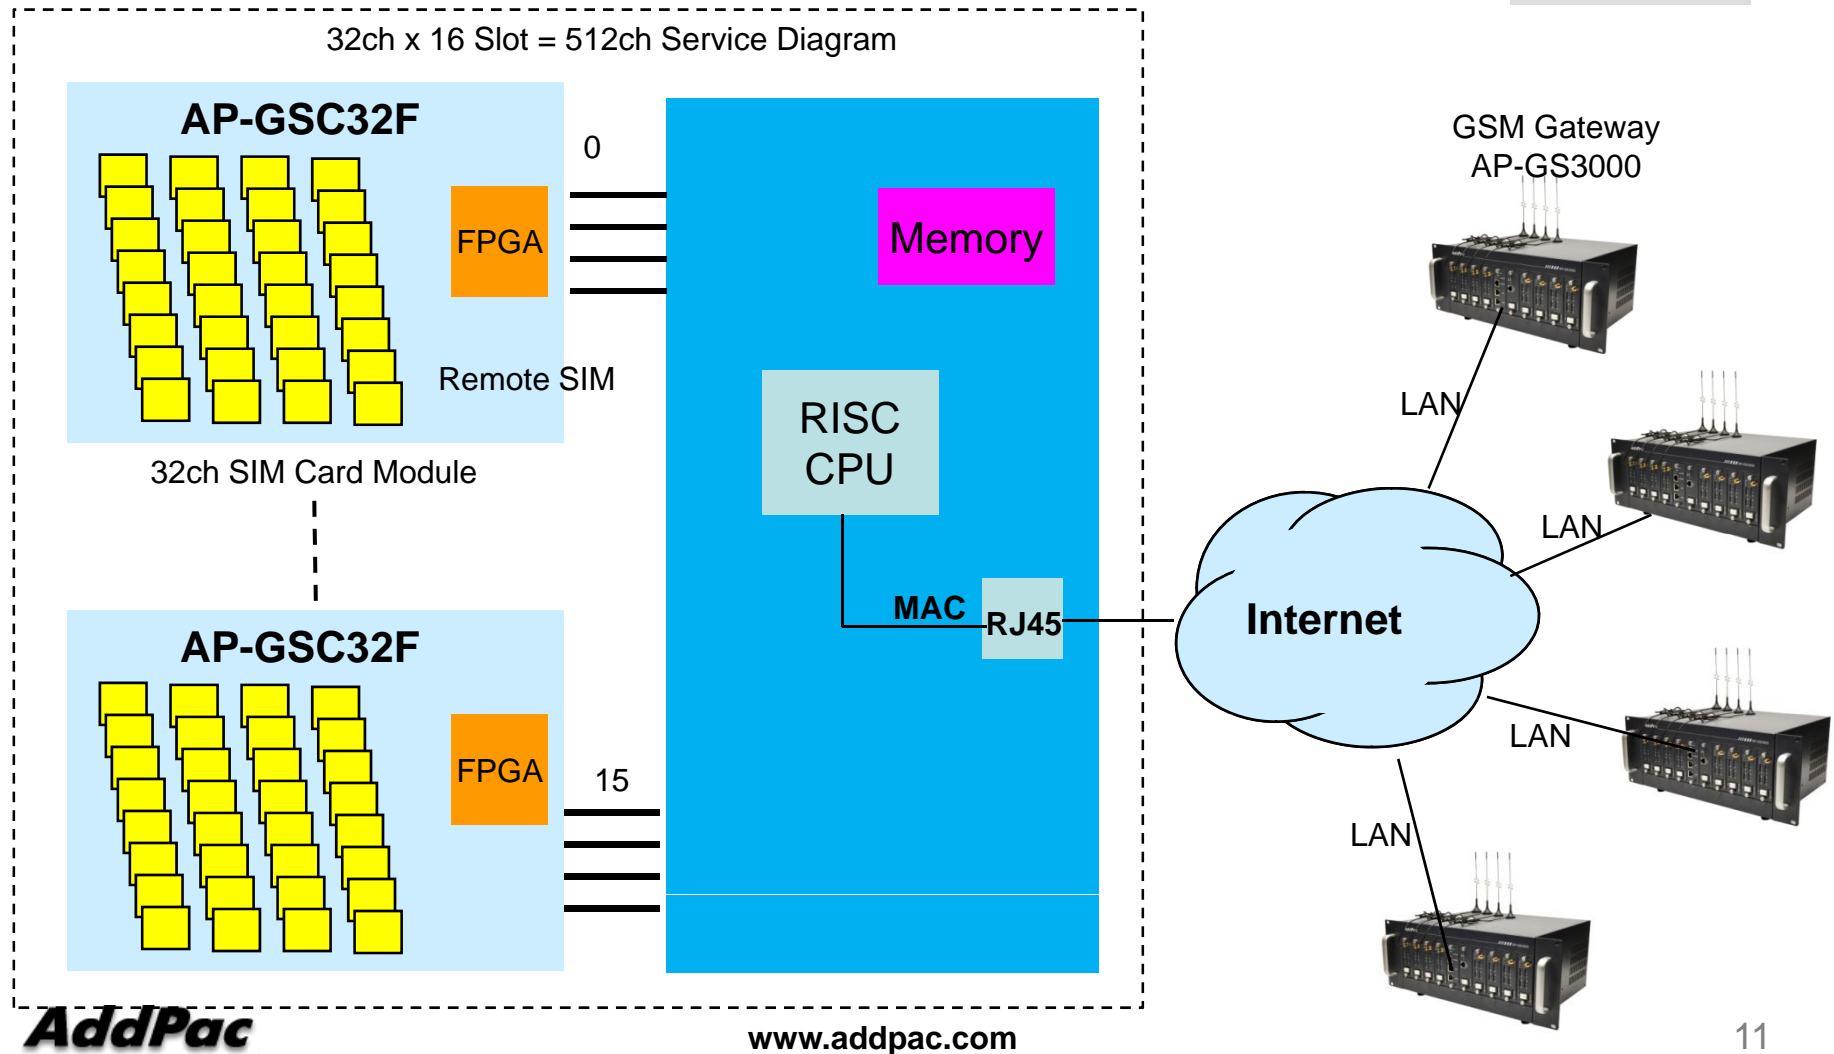 32ch x 16 Slot = 512ch Service Diagram
AP-GSC32F
0
FPGA
Memory
Remote SIM
RISC
CPU
32ch SIM Card Module
MAC
RJ45
AP-GSC32F
FPGA
15
Internet
GSM Gateway
AP-GS3000
LAN
LAN
LAN
LAN
AddPac
www.addpac.com
11